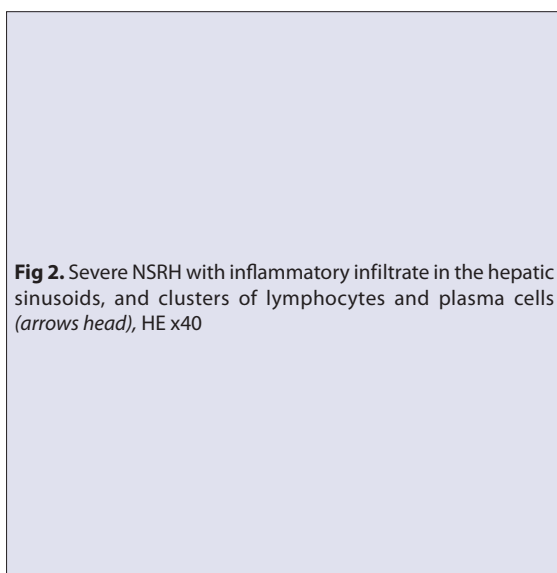 Fig 2. Severe NSRH with inflammatory infiltrate in the hepatic
sinusoids, and clusters of lymphocytes and plasma cells
(arrows head), HE x40